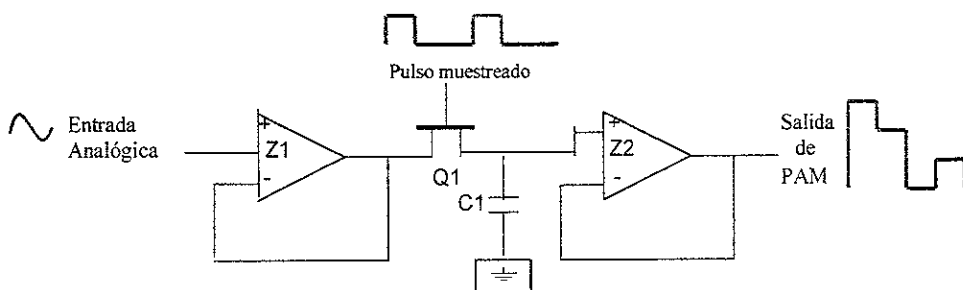 Pulso muestreado
Entrada
Analógica
+
Z1
-
Q1
C1
+
Z2
-
Salida
de
PAM